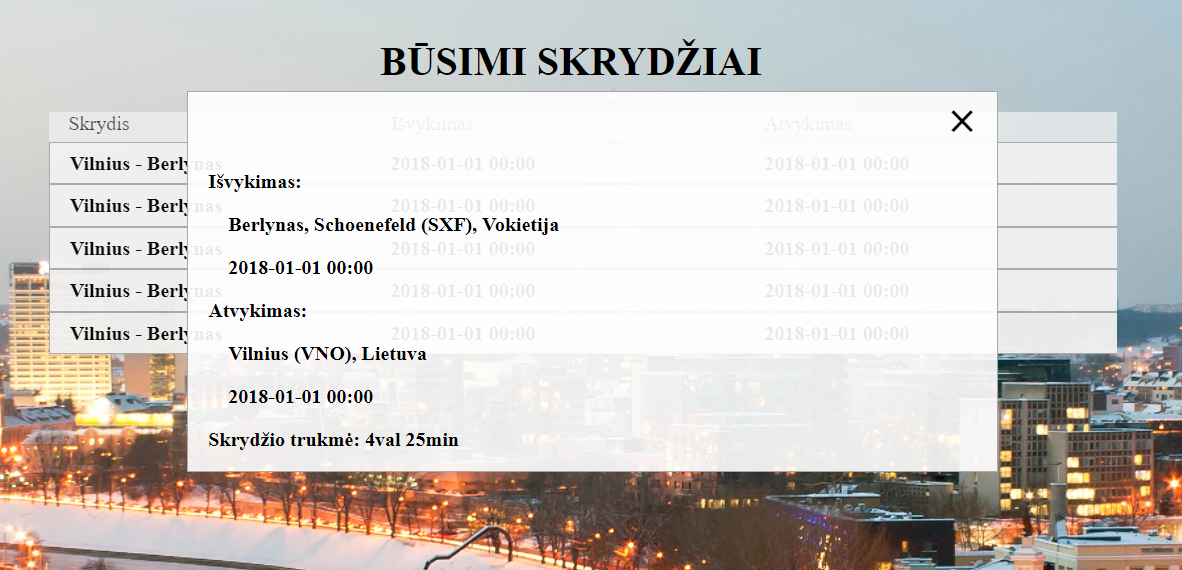 BŪSIMI SKRYDŽIAI
Skrydis Išvykimas Atvykimas
Vilnius - Berlynas 2018-01-01 00:00 2018-01-01 00:00
Vilnius - Berlynas 2018-01-01 00:00 2018-01-01 00:00
Vilnius - Berlynas 2018-01-01 00:00 2018-01-01 00:00
Vilnius - Berlynas 2018-01-01 00:00 2018-01-01 00:00
Vilnius - Berlynas 2018-01-01 00:00 2018-01-01 00:00
Išvykimas:
Berlynas, Schoenefeld (SXF), Vokietija
2018-01-01 00:00
Atvykimas:
Vilnius (VNO), Lietuva
2018-01-01 00:00
Skrydžio trukmė: 4val 25min